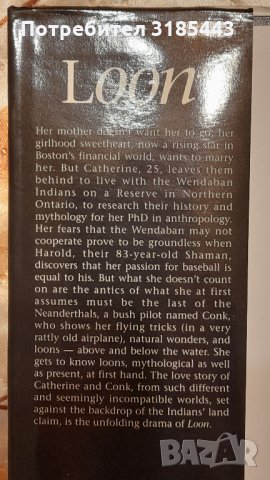 Потребител 3185443
Loon
Her mother doesn't want her to go; her
girlhood sweetheart, now a rising star in
Boston's financial world, wants to marry
her. But Catherine, 25, leaves them
behind to live with the Wendaban
Indians on a Reserve in Northern
Ontario, to research their history and
mythology for her PhD in anthropology.
Her fears that the Wendaban may not
cooperate prove to be groundless when
Harold, their 83-year-old Shaman,
discovers that her passion for baseball is
equal to his. But what she doesn't count
on are the antics of what she at first
assumes must be the last of the
Neanderthals, a bush pilot named Conk,
who shows her flying tricks (in a very
rattly old airplane), natural wonders, and
loons — above and below the water. She
gets to know loons, mythological as well
as present, at first hand. The love story of
Catherine and Conk, from such different
and seemingly incompatible worlds, set
against the backdrop of the Indians' land
claim, is the unfolding drama of Loon.
BAZAR